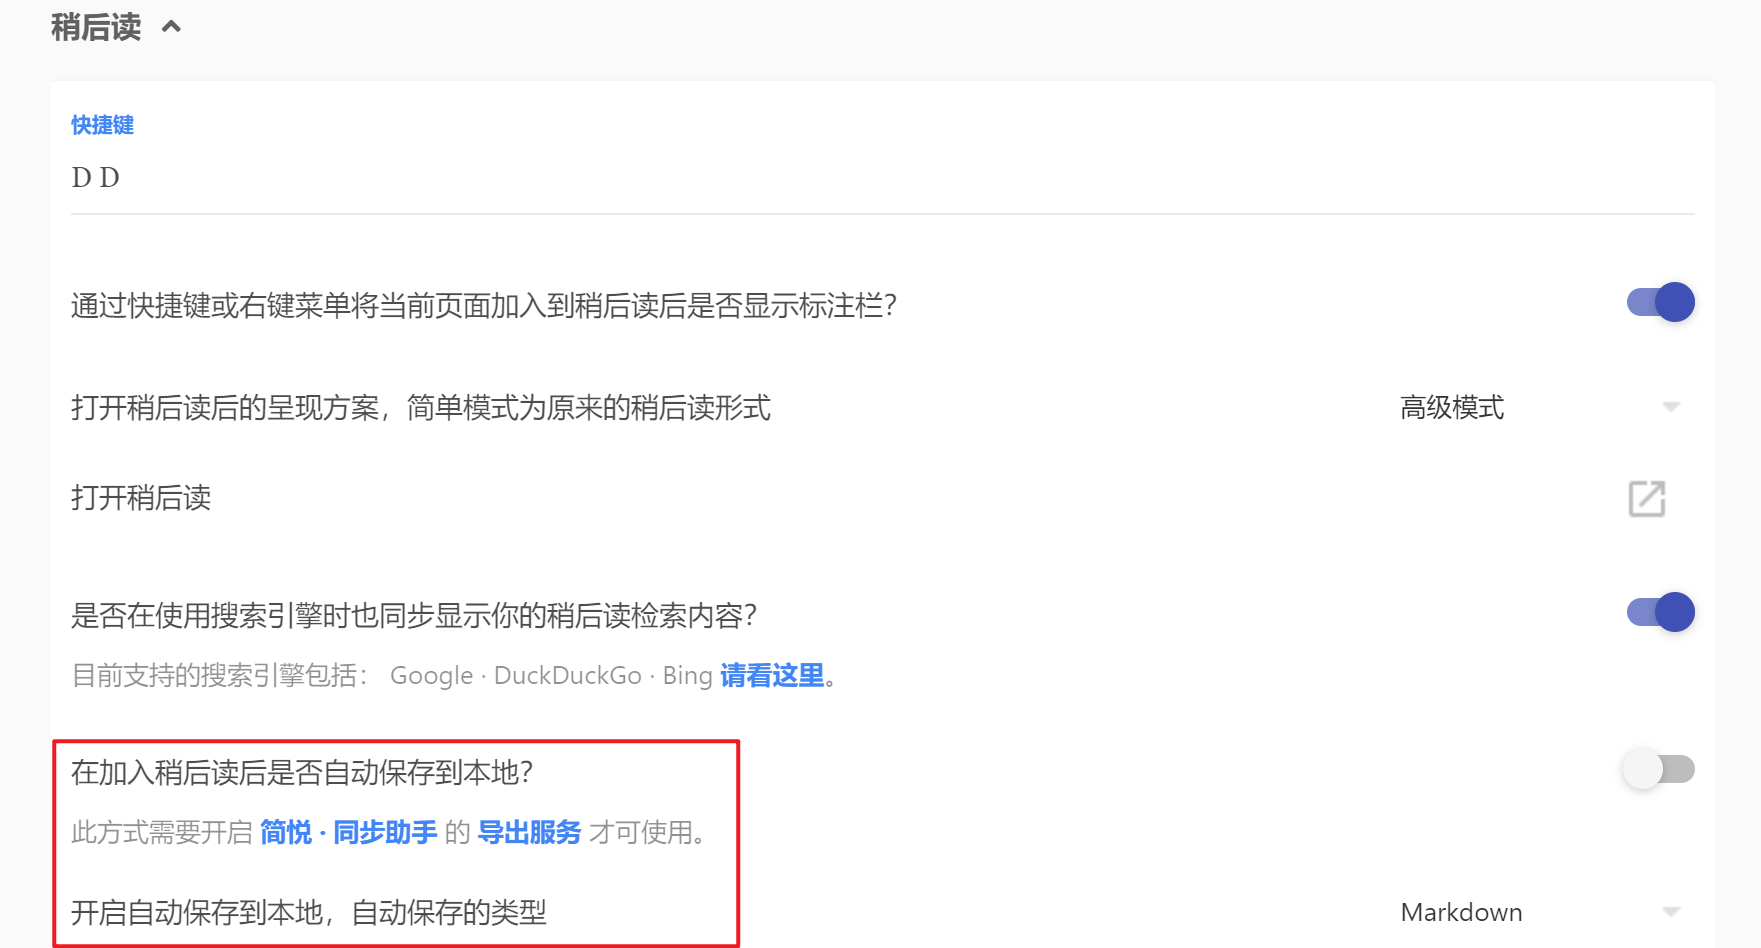 稍后读
快捷键
D D
通过快捷键或右键菜单将当前页面加入到稍后读后是否显示标注栏？
打开稍后读后的呈现方案，简单模式为原来的稍后读形式 高级模式
打开稍后读
是否在使用搜索引擎时也同步显示你的稍后读检索内容？
目前支持的搜索引擎包括： Google · DuckDuckGo · Bing 请看这里。
在加入稍后读后是否自动保存到本地？
此方式需要开启 简悦 · 同步助手 的 导出服务 才可使用。
开启自动保存到本地，自动保存的类型 Markdown